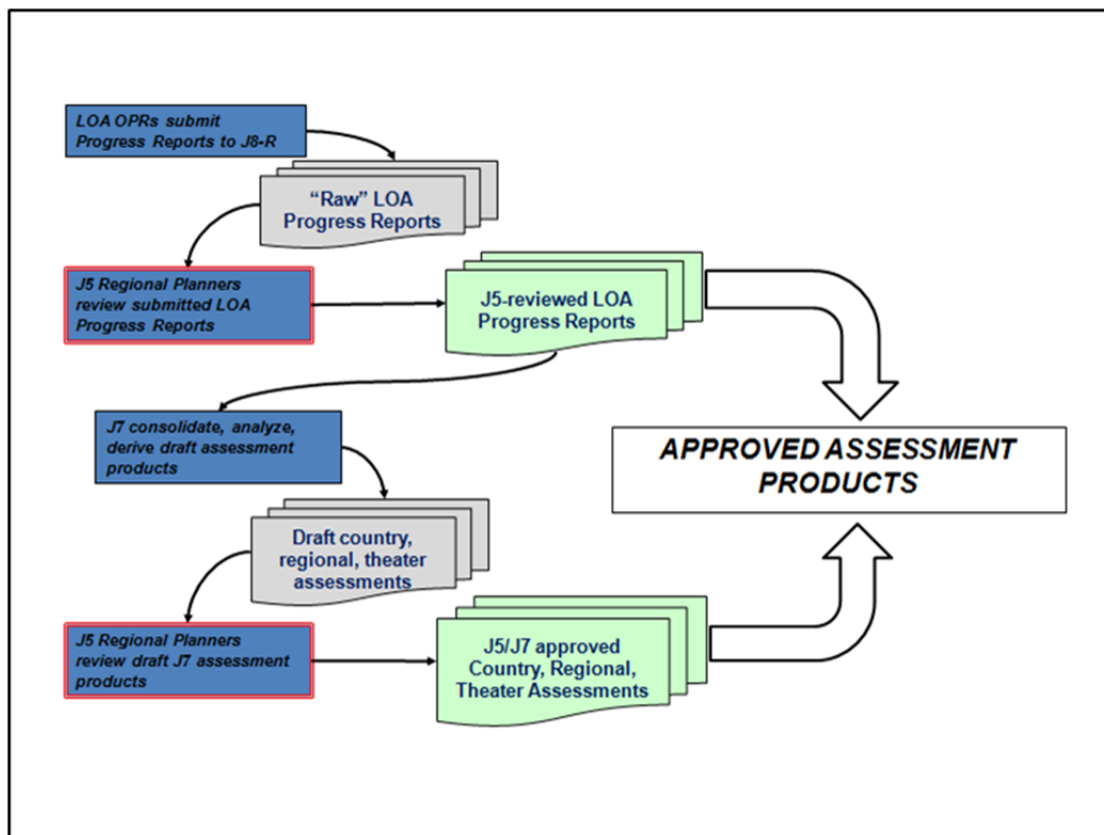 LOA OPRs submit
Progress Reports to J8-R
“Raw” LOA
Progress Reports
J5 Regional Planners
review submitted LOA
Progress Reports
J5-reviewed LOA
Progress Reports
J7 consolidate, analyze,
derive draft assessment
products
APPROVED ASSESSMENT
PRODUCTS
Draft country,
regional, theater
assessments
J5 Regional Planners
review draft J7 assessment
products
J5/J7 approved
Country, Regional,
Theater Assessments